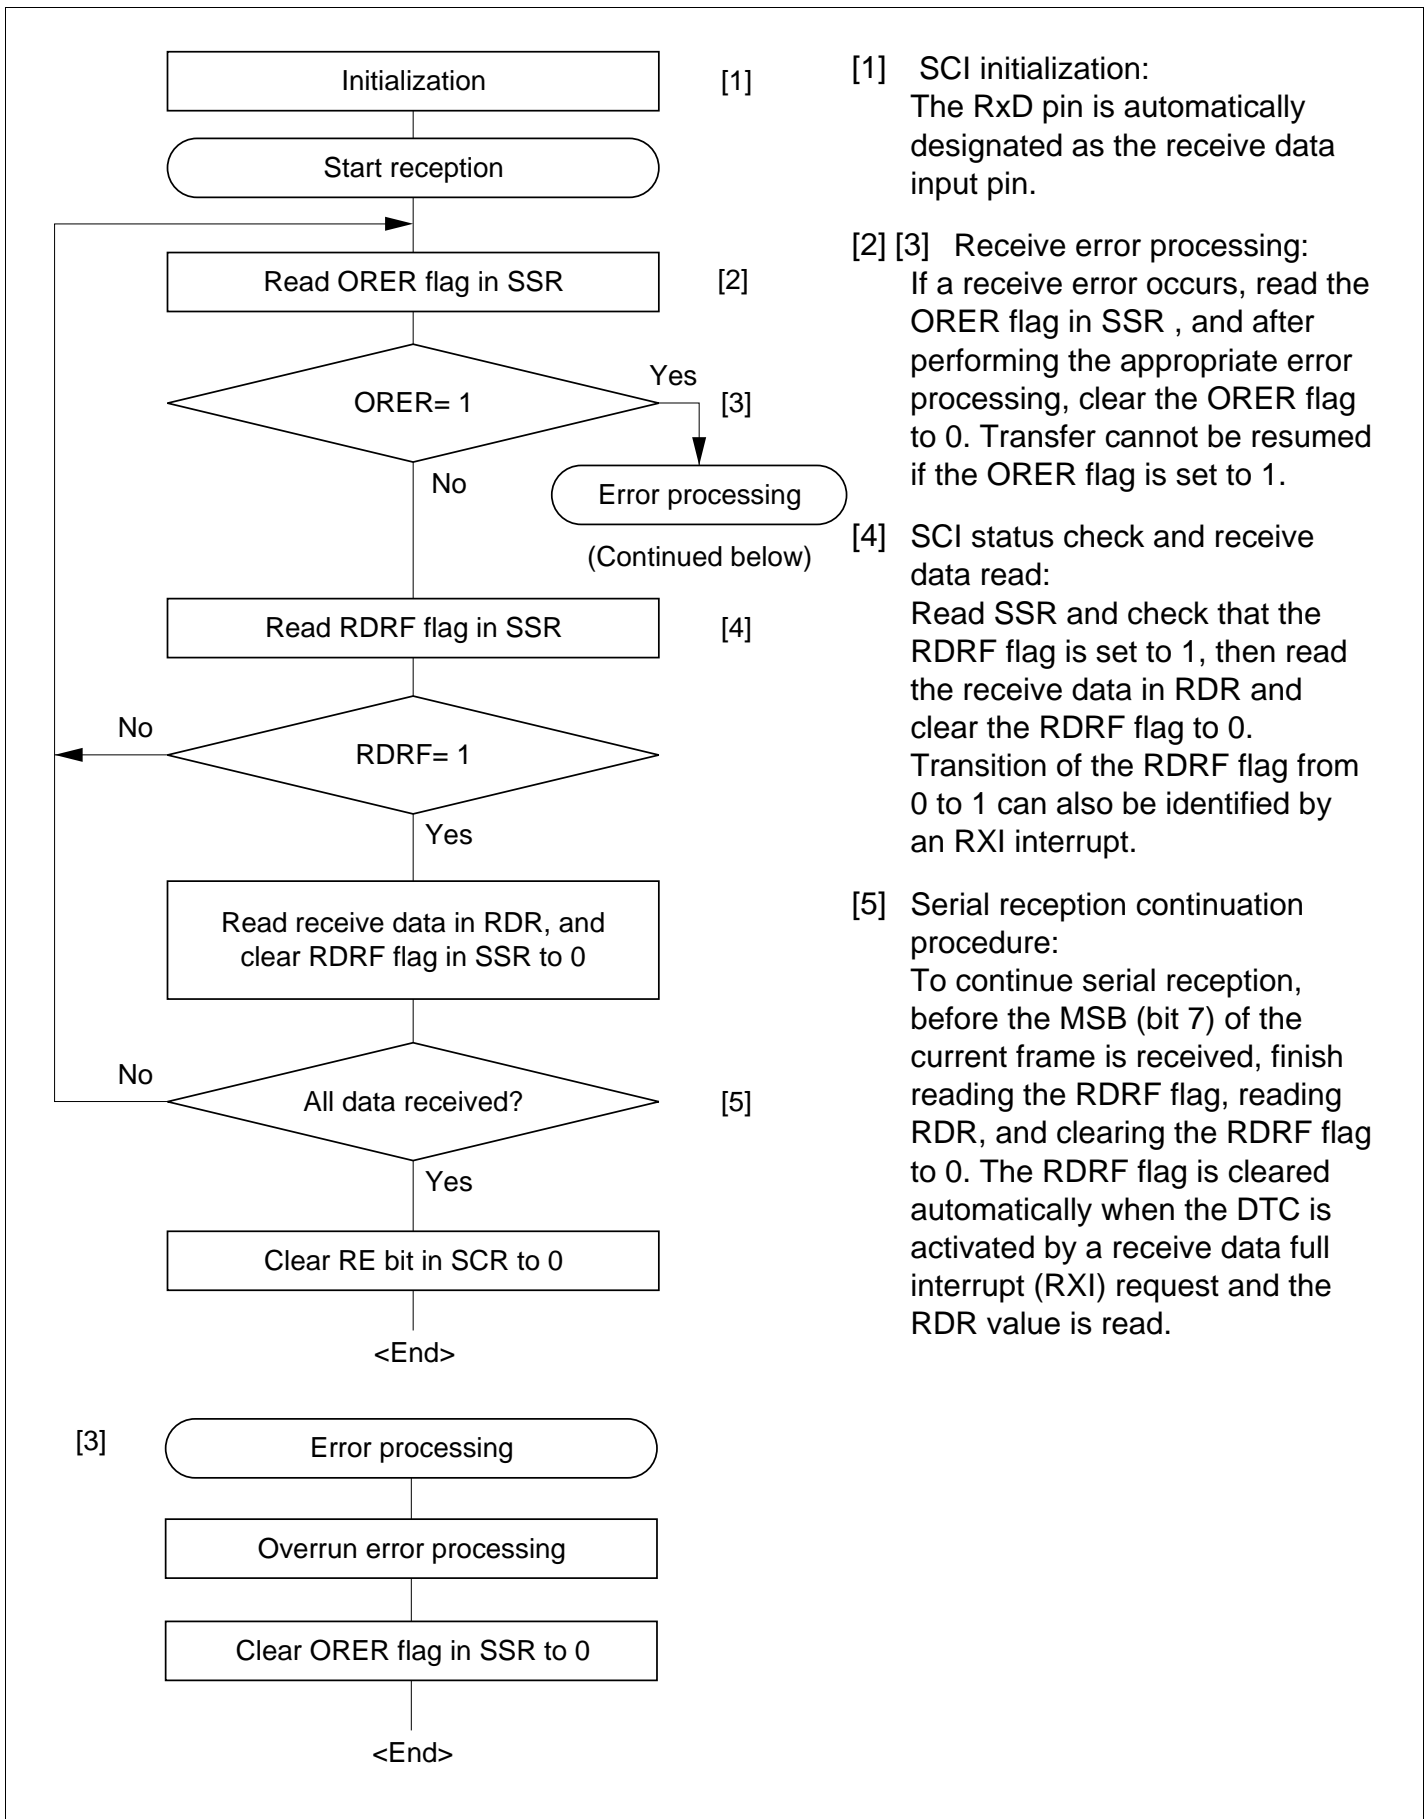 Initialization
[1]
Start reception
Read ORER flag in SSR
[2]
ORER= 1
Yes
[3]
No
Error processing
(Continued below)
Read RDRF flag in SSR
[4]
No
RDRF= 1
Yes
Read receive data in RDR, and
clear RDRF flag in SSR to 0
No
All data received?
[5]
Yes
Clear RE bit in SCR to 0
<End>
[3]
Error processing
Overrun error processing
Clear ORER flag in SSR to 0
<End>
[1] SCI initialization:
The RxD pin is automatically
designated as the receive data
input pin.
[2] [3] Receive error processing:
If a receive error occurs, read the
ORER flag in SSR , and after
performing the appropriate error
processing, clear the ORER flag
to 0. Transfer cannot be resumed
if the ORER flag is set to 1.
[4] SCI status check and receive
data read:
Read SSR and check that the
RDRF flag is set to 1, then read
the receive data in RDR and
clear the RDRF flag to 0.
Transition of the RDRF flag from
0 to 1 can also be identified by
an RXI interrupt.
[5] Serial reception continuation
procedure:
To continue serial reception,
before the MSB (bit 7) of the
current frame is received, finish
reading the RDRF flag, reading
RDR, and clearing the RDRF flag
to 0. The RDRF flag is cleared
automatically when the DTC is
activated by a receive data full
interrupt (RXI) request and the
RDR value is read.